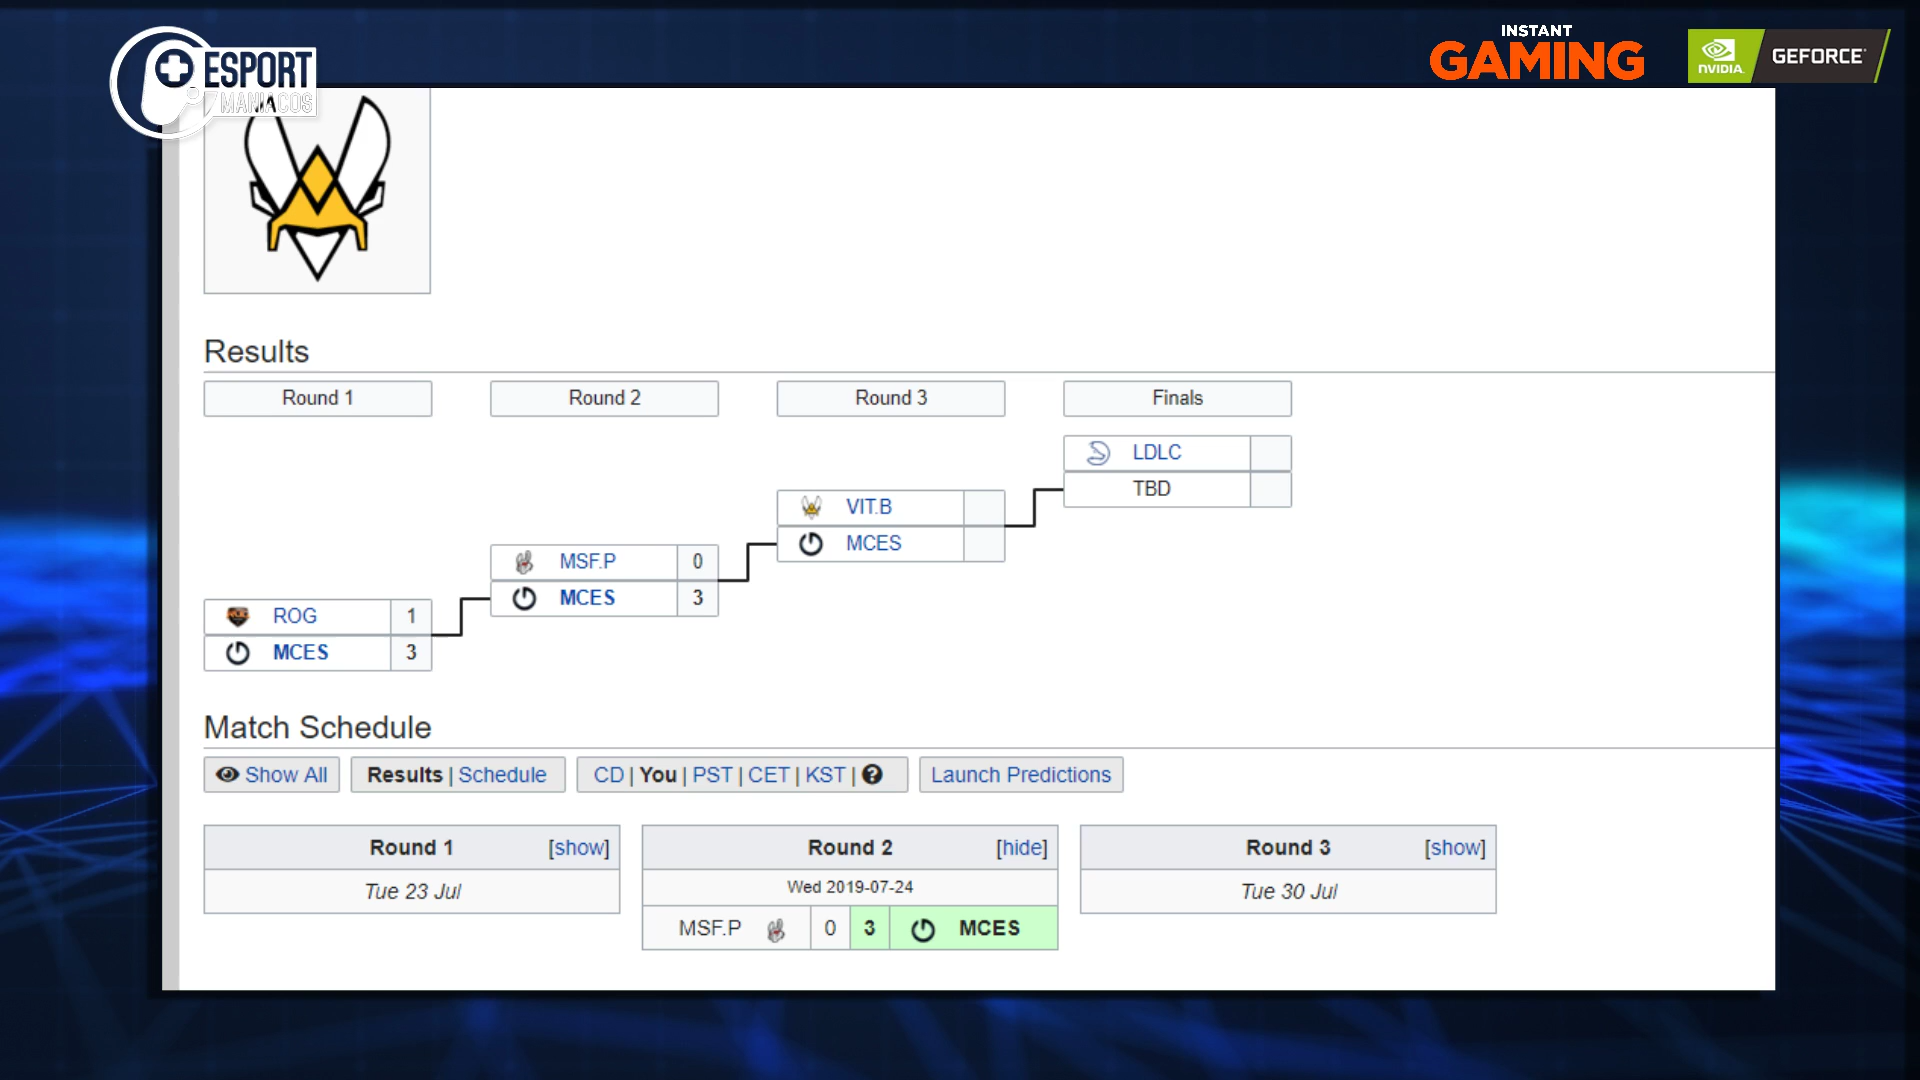 INSTANT
GAMING
NVIDIA.
GEFORCE
ESPORT
MANIACOS
Results
Round 1
Round 2
Round 3
Finals
LDLC
TBD
VIT.B
MCES
MSF.P 0
MCES 3
ROG 1
MCES 3
Match Schedule
Show All
Results | Schedule
CD | You | PST | CET | KST | ?
Launch Predictions
Round 1 [show]
Tue 23 Jul
Round 2 [hide]
Wed 2019-07-24
MSF.P 0 3 MCES
Round 3 [show]
Tue 30 Jul